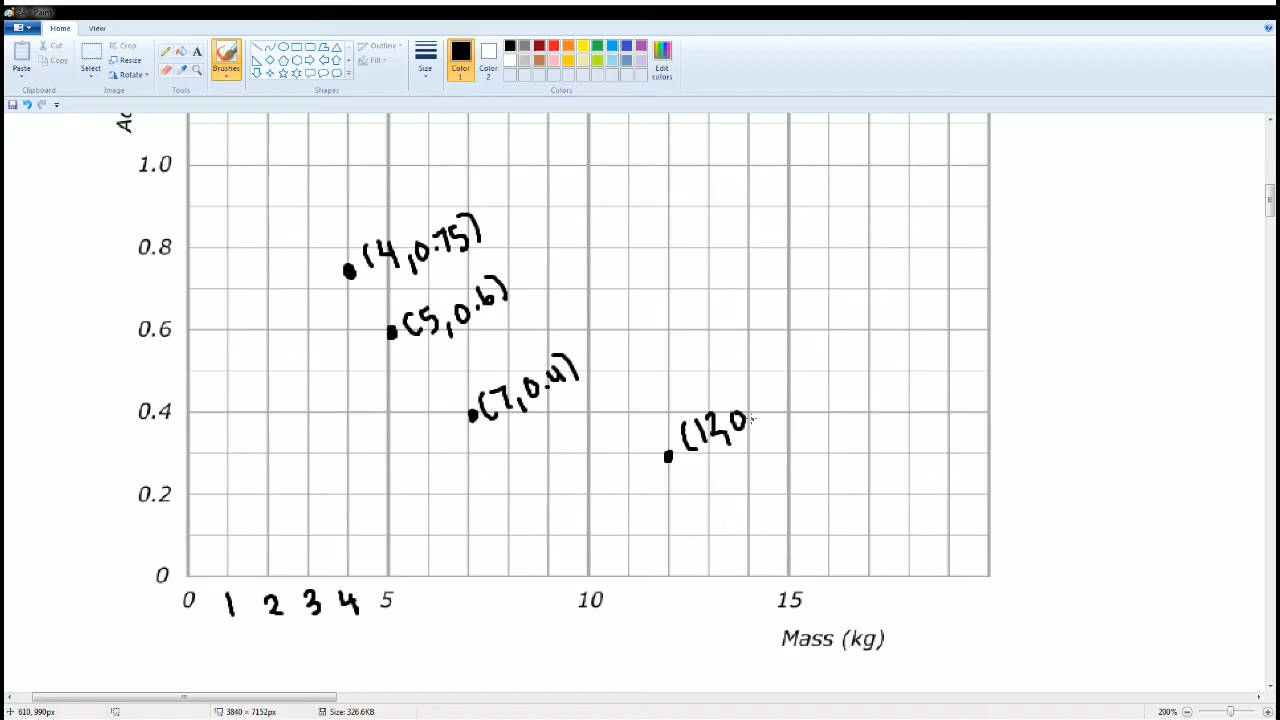 2A - Paint
Home View
Paste
Cut
Copy
Clipboard
Select
Crop
Resize
Rotate
Image
A
Tools
Brushes
Shapes
Outline
Fill
Size
Color 1
Color 2
Edit colors
Colors
Ac
1.0
0.8
0.6
0.4
0.2
0
(4,0.75)
(5,0.6)
(7,0.4)
(12,0.
0 1 2 3 4 5 10 15
Mass (kg)
610, 990px
3840 × 7152px
Size: 326.6KB
200%